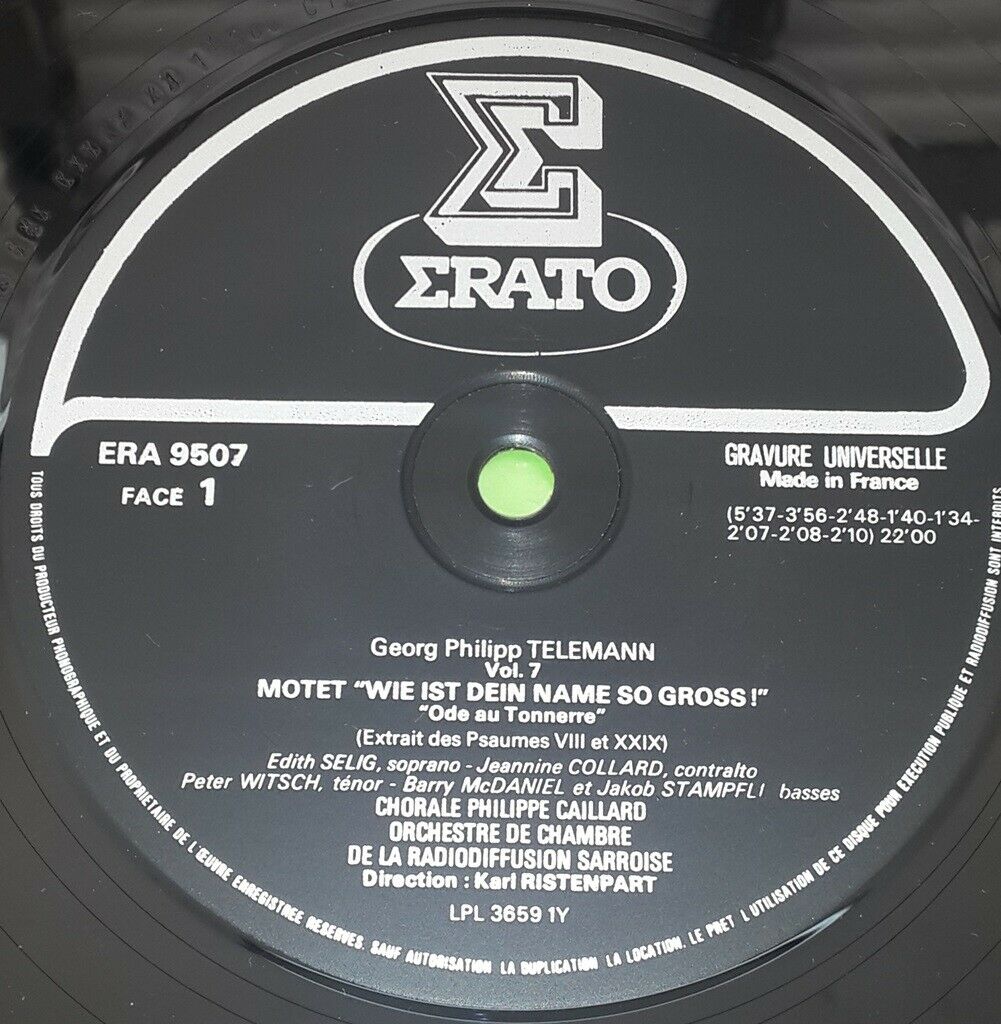 ΣRATO
ERA 9507
FACE 1
GRAVURE UNIVERSELLE
Made in France
(5'37-3'56-2'48-1'40-1'34-
2'07-2'08-2'10) 22'00
Georg Philipp TELEMANN
Vol. 7
MOTET "WIE IST DEIN NAME SO GROSS!"
"Ode au Tonnerre"
(Extrait des Psaumes VIII et XXIX)
Edith SELIG, soprano - Jeannine COLLARD, contralto
Peter WITSCH, ténor - Barry McDANIEL et Jakob STAMPFLI basses
CHORALE PHILIPPE CAILLARD
ORCHESTRE DE CHAMBRE
DE LA RADIODIFFUSION SARROISE
Direction : Karl RISTENPART
LPL 3659 1Y
TOUS DROITS DU PRODUCTEUR PHONOGRAPHIQUE ET DU PROPRIETAIRE DE L'ŒUVRE ENREGISTREE RESERVES. SAUF AUTORISATION LA DUPLICATION LA LOCATION. LE PRET L'UTILISATION DE CE DISQUE POUR EXECUTION PUBLIQUE ET RADIODIFFUSION SONT INTERDITS